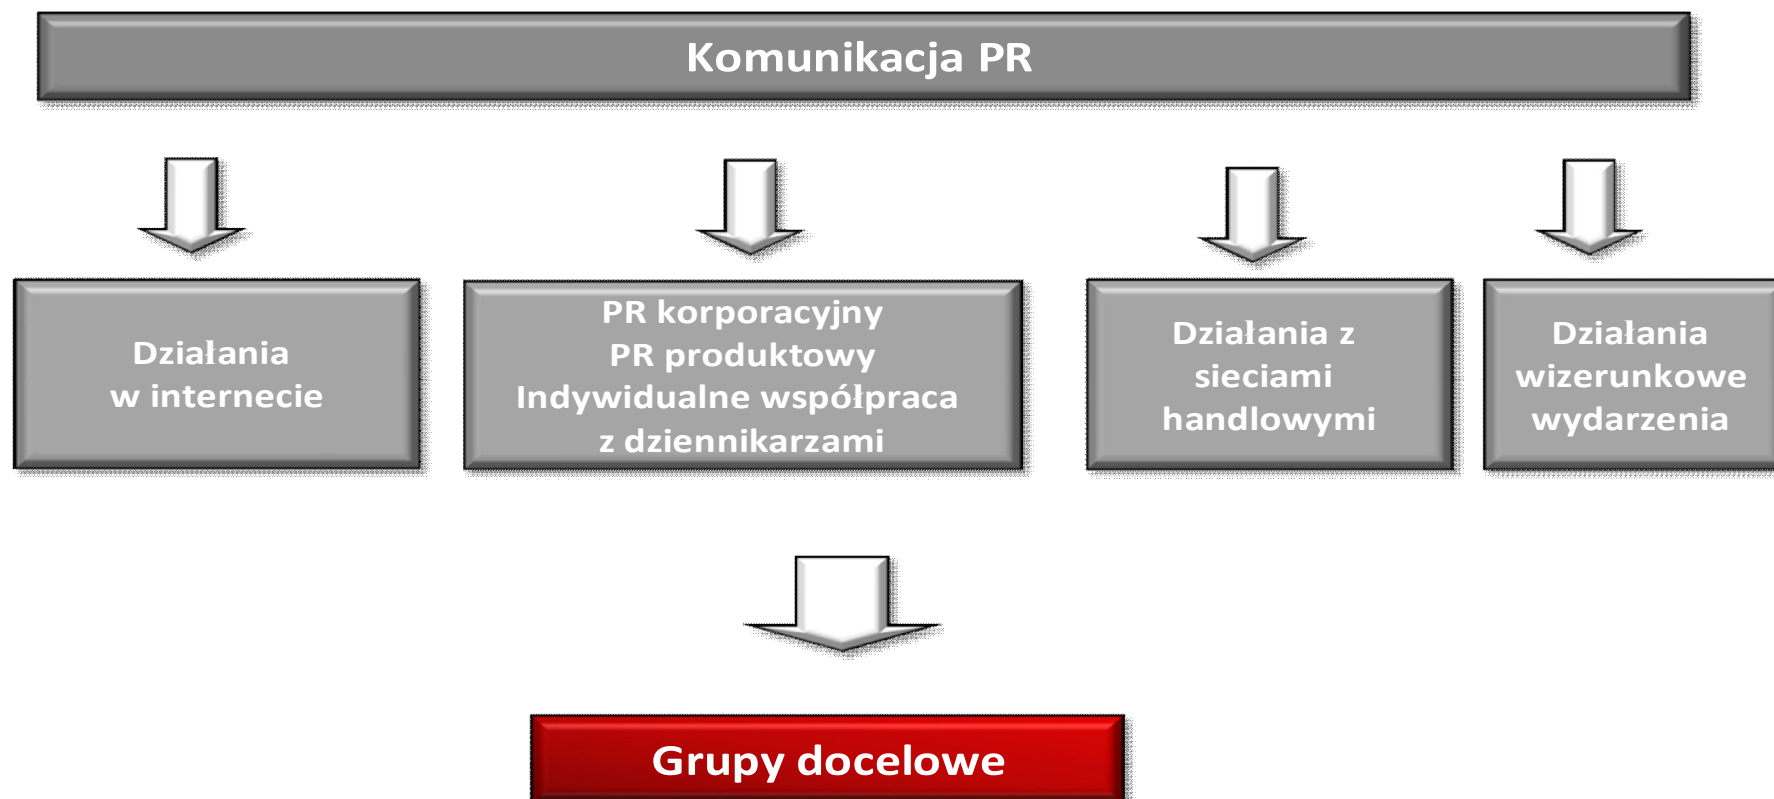 Komunikacja PR
Działania
w internecie
PR korporacyjny
PR produktowy
Indywidualne współpraca
z dziennikarzami
Działania z
sieciami
handlowymi
Działania
wizerunkowe
wydarzenia
Grupy docelowe